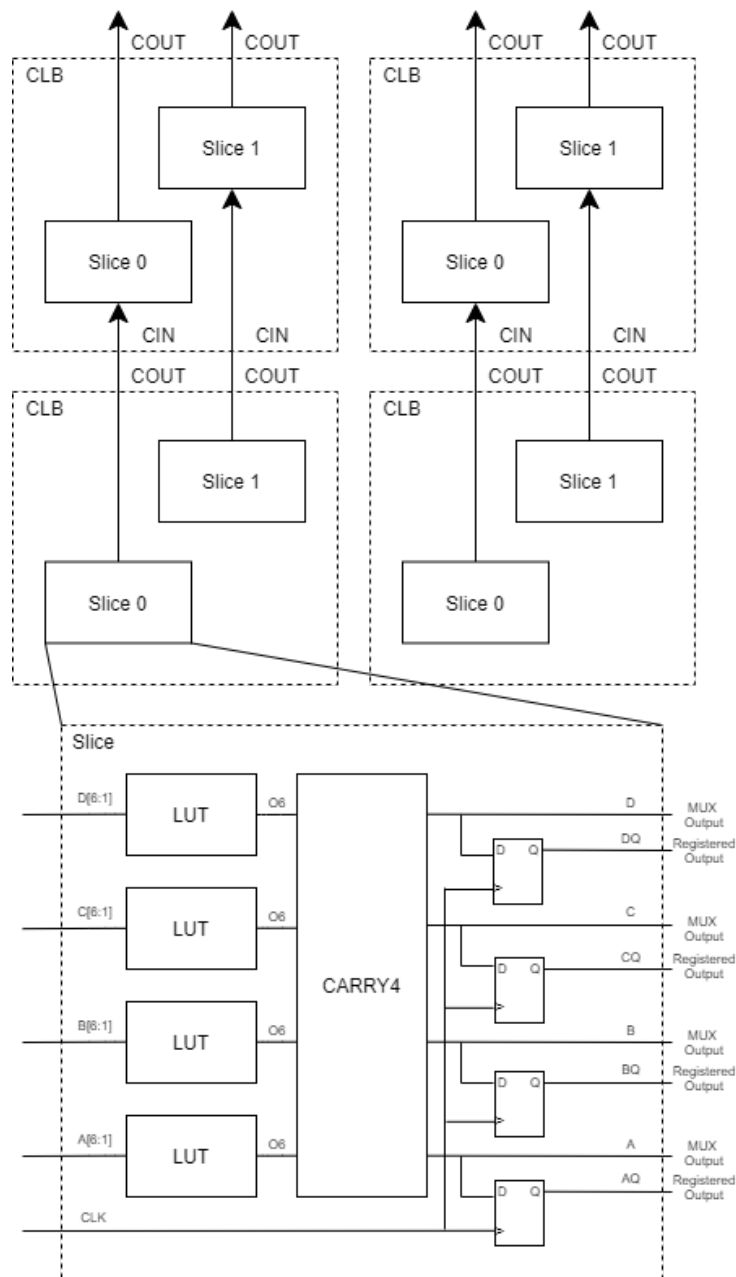 COUT
COUT
COUT
COUT
CLB
CLB
Slice 1
Slice 1
Slice 0
Slice 0
CIN
CIN
CIN
CIN
COUT
COUT
COUT
COUT
CLB
CLB
Slice 1
Slice 1
Slice 0
Slice 0
Slice
D[6:1]
LUT
O6
D
MUX
Output
D Q
DQ
Registered
Output
C[6:1]
LUT
O6
C
MUX
Output
D Q
CQ
Registered
Output
CARRY4
B[6:1]
LUT
O6
B
MUX
Output
D Q
BQ
Registered
Output
A[6:1]
LUT
O6
A
MUX
Output
D Q
AQ
Registered
Output
CLK